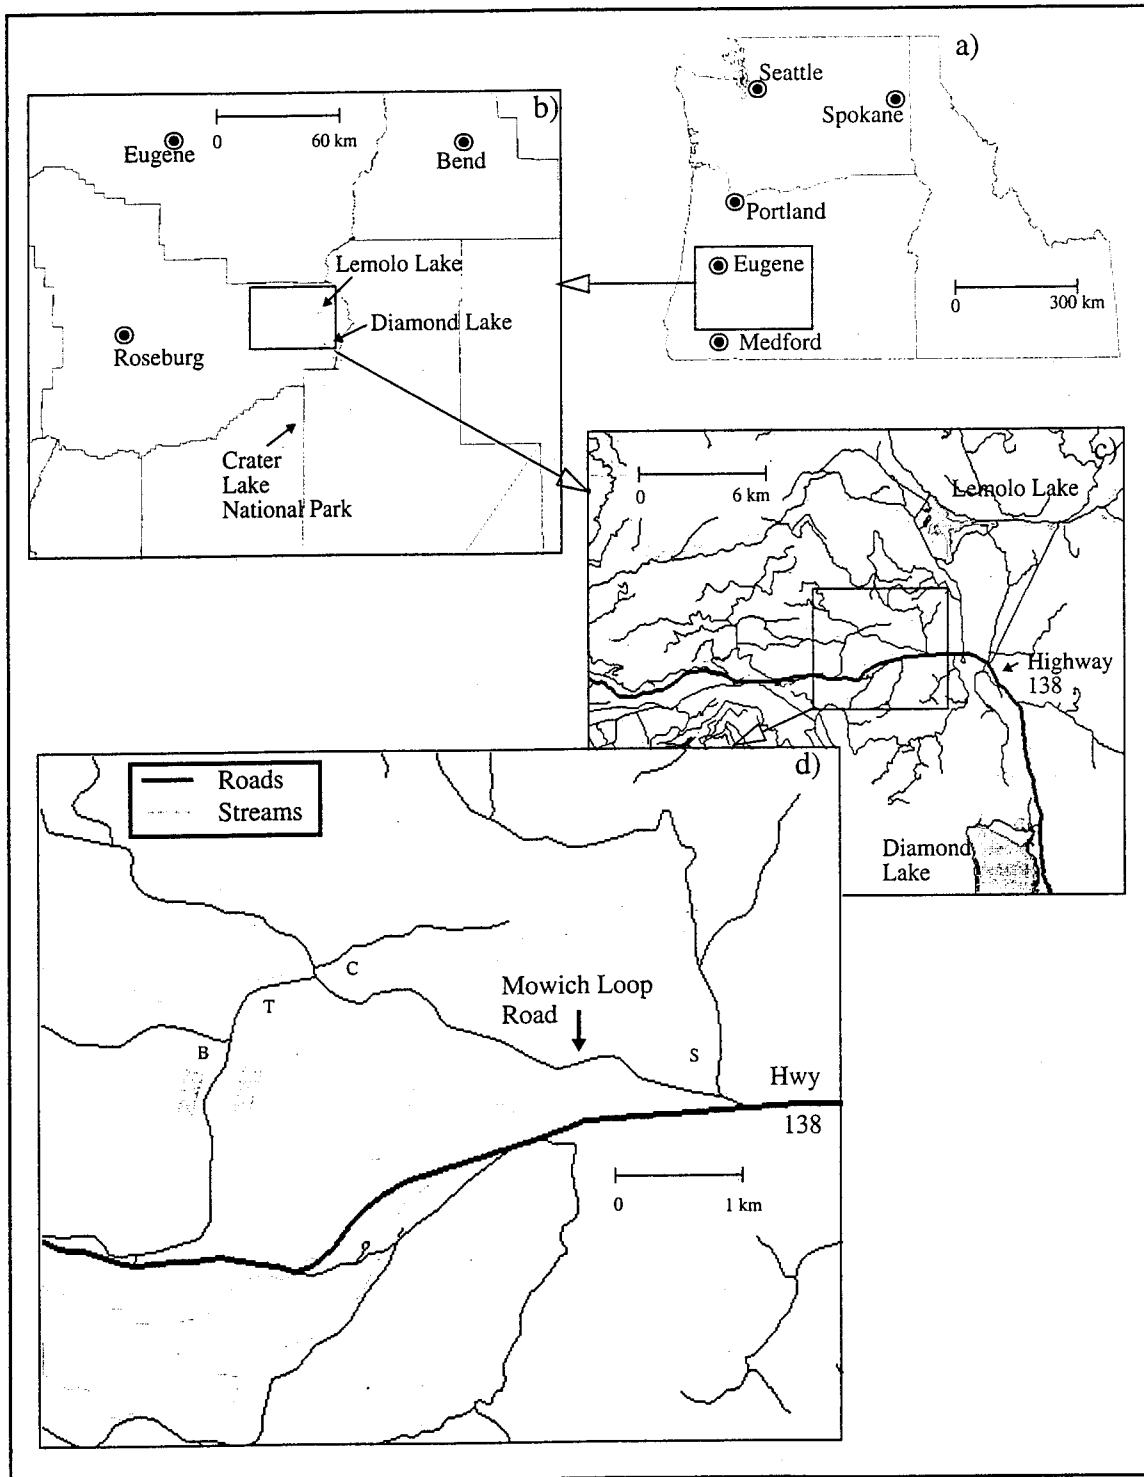 a)
Seattle
Spokane
Portland
Eugene
Medford
0 300 km
b)
0 60 km
Eugene
Bend
Lemolo Lake
Diamond Lake
Roseburg
Crater
Lake
National Park
c)
0 6 km
Lemolo Lake
Highway
138
Diamond
Lake
d)
Roads
Streams
C
T
B
S
Mowich Loop
Road
Hwy
138
0 1 km